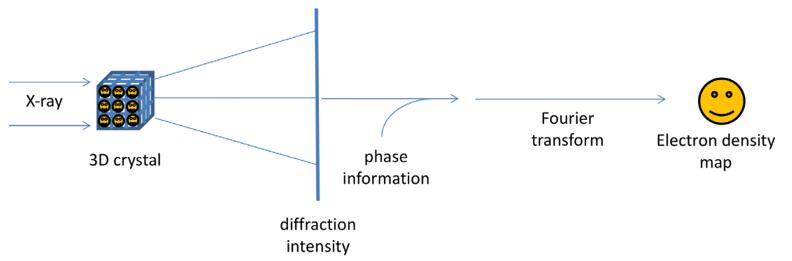 X-ray
3D crystal
diffraction
intensity
phase
information
Fourier
transform
Electron density
map